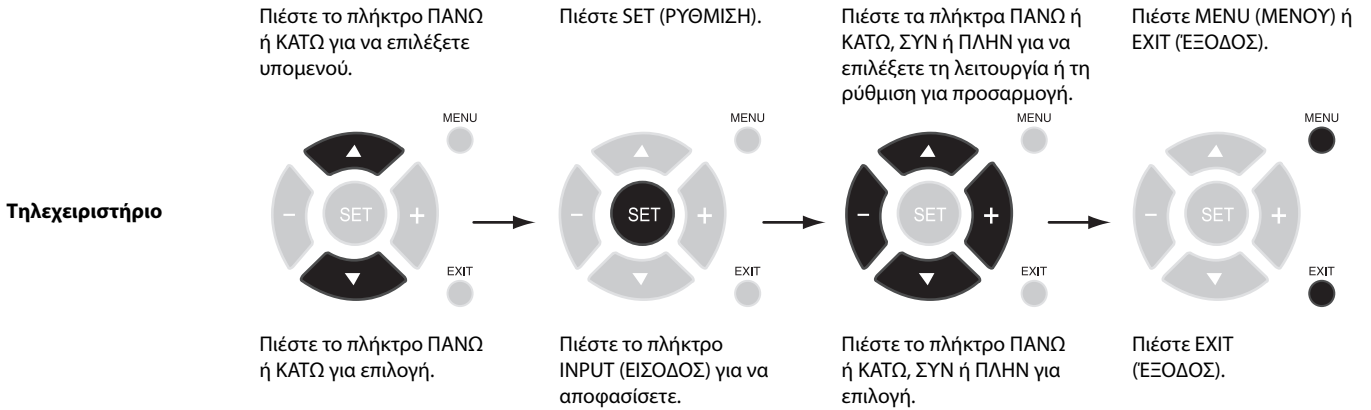 Πιέστε το πλήκτρο ΠΑΝΩ
ή ΚΑΤΩ για να επιλέξετε
υπομενού.
Πιέστε SET (ΡΥΘΜΙΣΗ).
Πιέστε τα πλήκτρα ΠΑΝΩ ή
ΚΑΤΩ, ΣΥΝ ή ΠΛΗΝ για να
επιλέξετε τη λειτουργία ή τη
ρύθμιση για προσαρμογή.
Πιέστε MENU (ΜΕΝΟΥ) ή
EXIT (ΈΞΟΔΟΣ).
Τηλεχειριστήριο
MENU
– SET +
EXIT
MENU
– SET +
EXIT
MENU
– SET +
EXIT
MENU
– SET +
EXIT
Πιέστε το πλήκτρο ΠΑΝΩ
ή ΚΑΤΩ για επιλογή.
Πιέστε το πλήκτρο
INPUT (ΕΙΣΟΔΟΣ) για να
αποφασίσετε.
Πιέστε το πλήκτρο ΠΑΝΩ
ή ΚΑΤΩ, ΣΥΝ ή ΠΛΗΝ για
επιλογή.
Πιέστε EXIT
(ΈΞΟΔΟΣ).